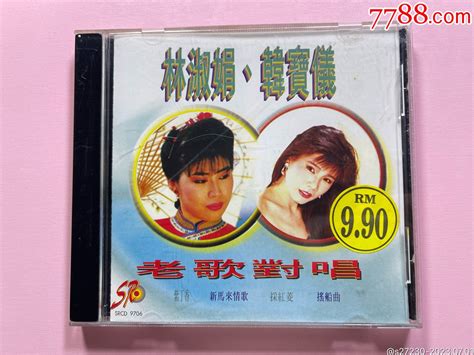 7788.com
林淑娟、韓寶儀
RM
9.90
老歌對唱
新馬來情歌 採紅菱 搖船曲
SRCD 9706